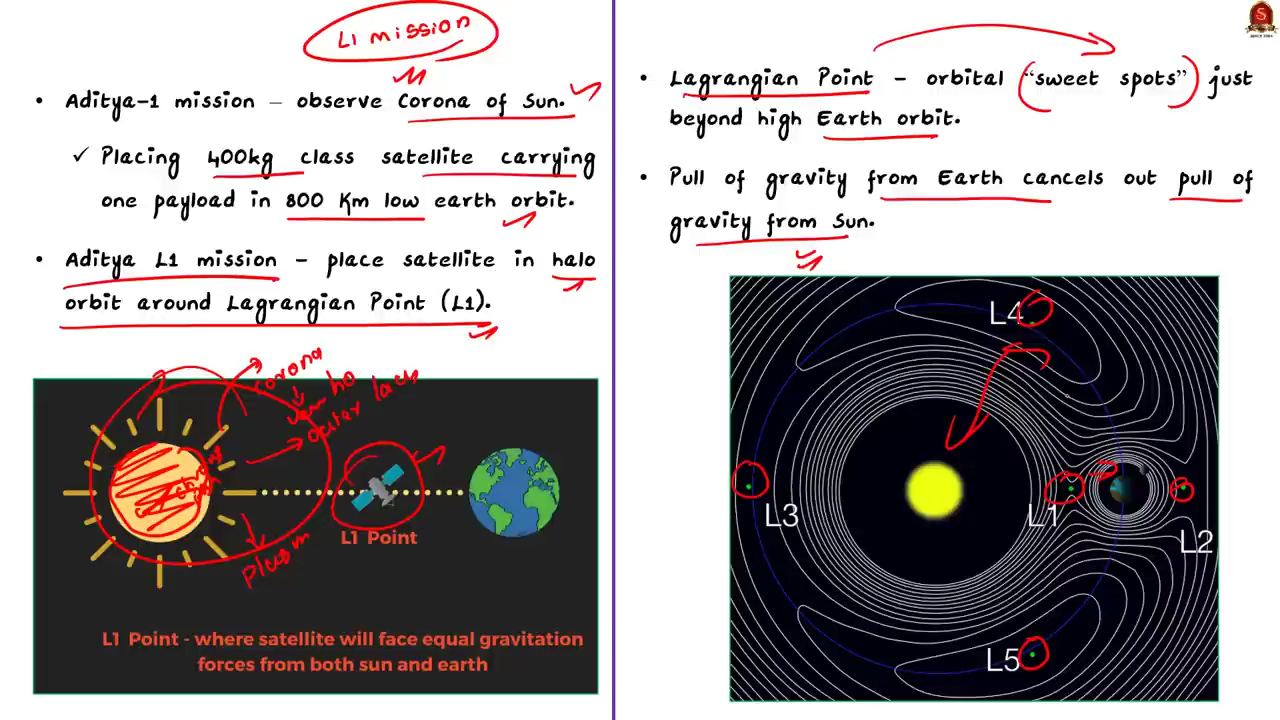 L1 mission
• Aditya-1 mission – observe Corona of Sun.
✓ Placing 400kg class satellite carrying
one payload in 800 Km low earth orbit.
• Aditya L1 mission – place satellite in halo
orbit around Lagrangian Point (L1).
corona
outer
plasm
L1 Point
L1 Point - where satellite will face equal gravitation
forces from both sun and earth
• Lagrangian Point – orbital “sweet spots” just
beyond high Earth orbit.
• Pull of gravity from Earth cancels out pull of
gravity from Sun.
L4
L3
L1
L2
L5
S